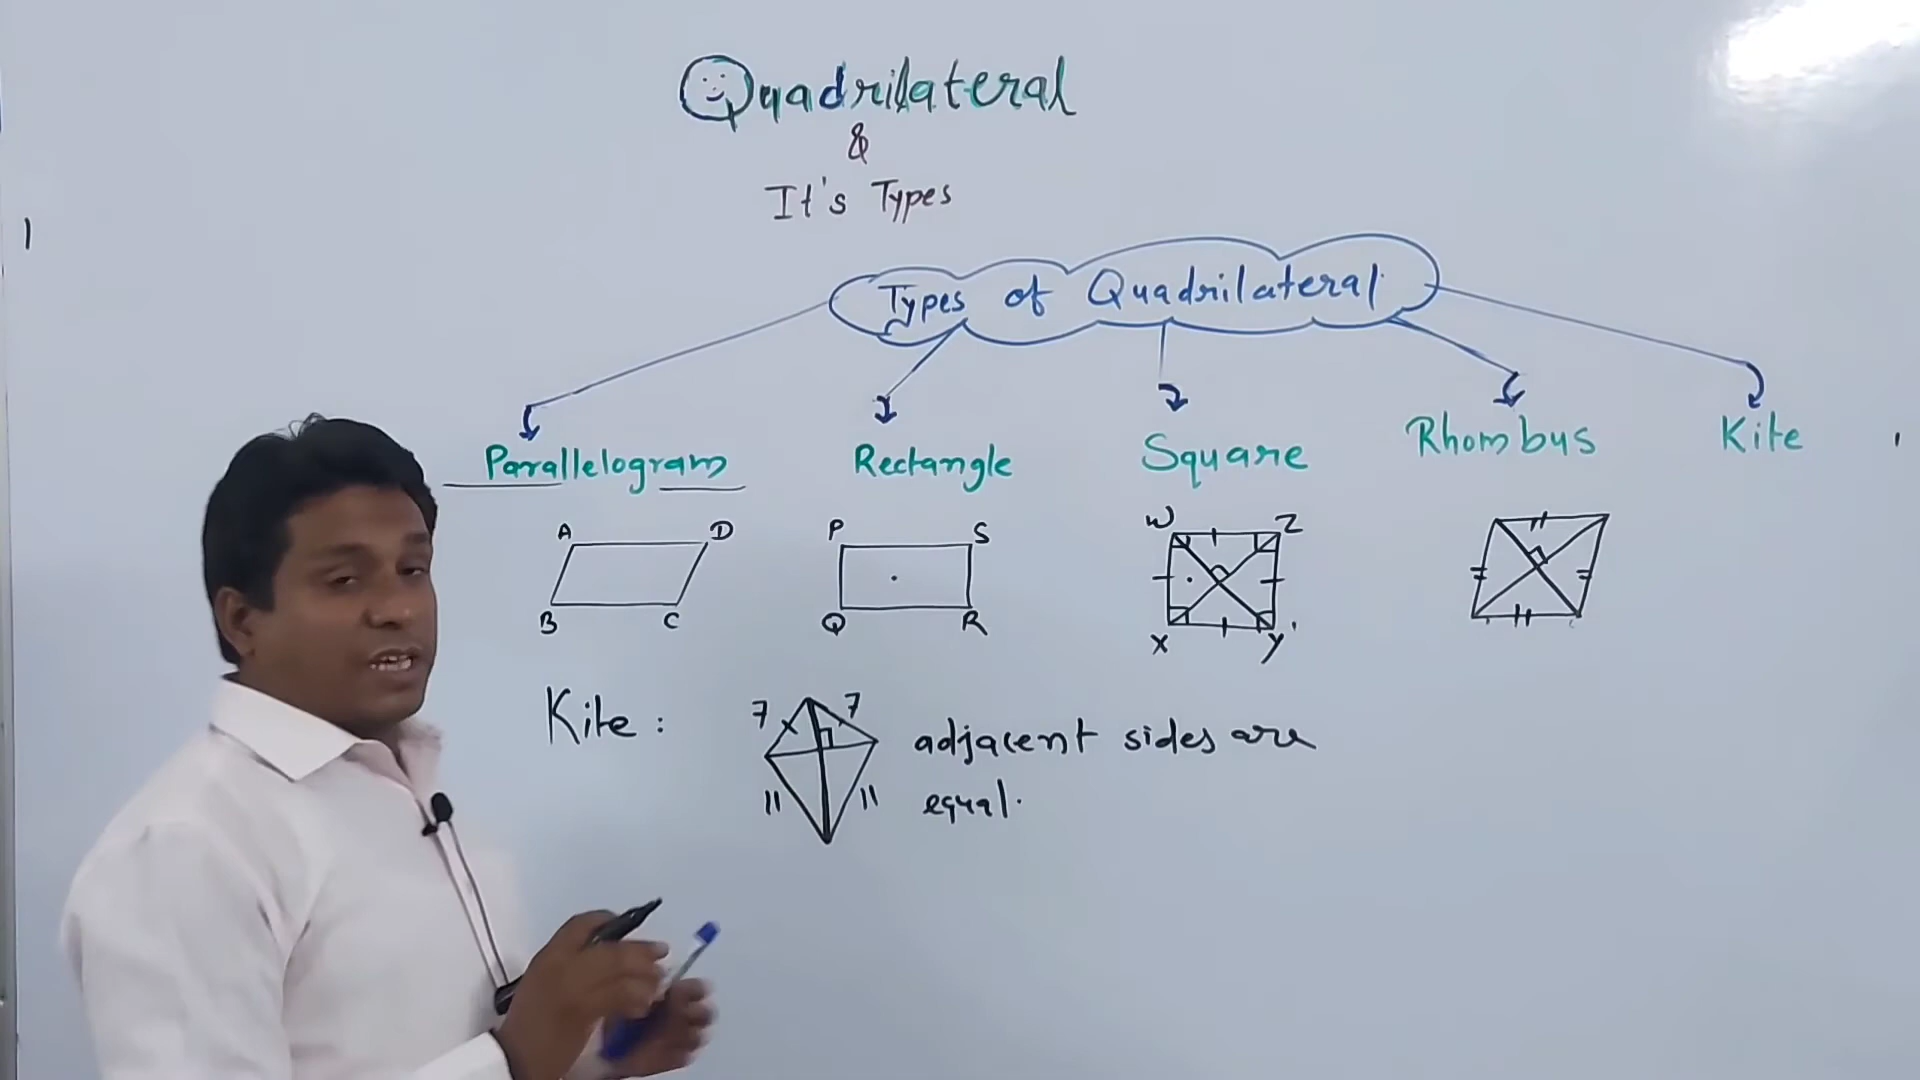 Quadrilateral
&
It's Types
Types of Quadrilateral
Parallelogram Rectangle Square Rhombus Kite
A D P S W Z
B C Q R X Y
Kite : 7 7 adjacent sides are
11 11 equal.